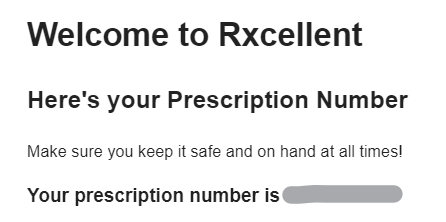 Welcome to Rxcellent
Here's your Prescription Number
Make sure you keep it safe and on hand at all times!
Your prescription number is